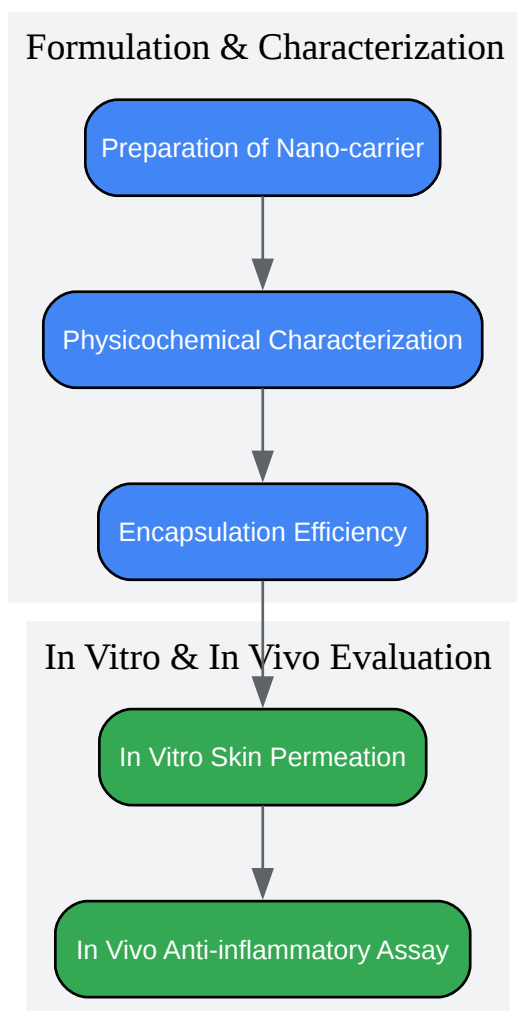 Formulation & Characterization
Preparation of Nano-carrier
Physicochemical Characterization
Encapsulation Efficiency
In Vitro & In Vivo Evaluation
In Vitro Skin Permeation
In Vivo Anti-inflammatory Assay